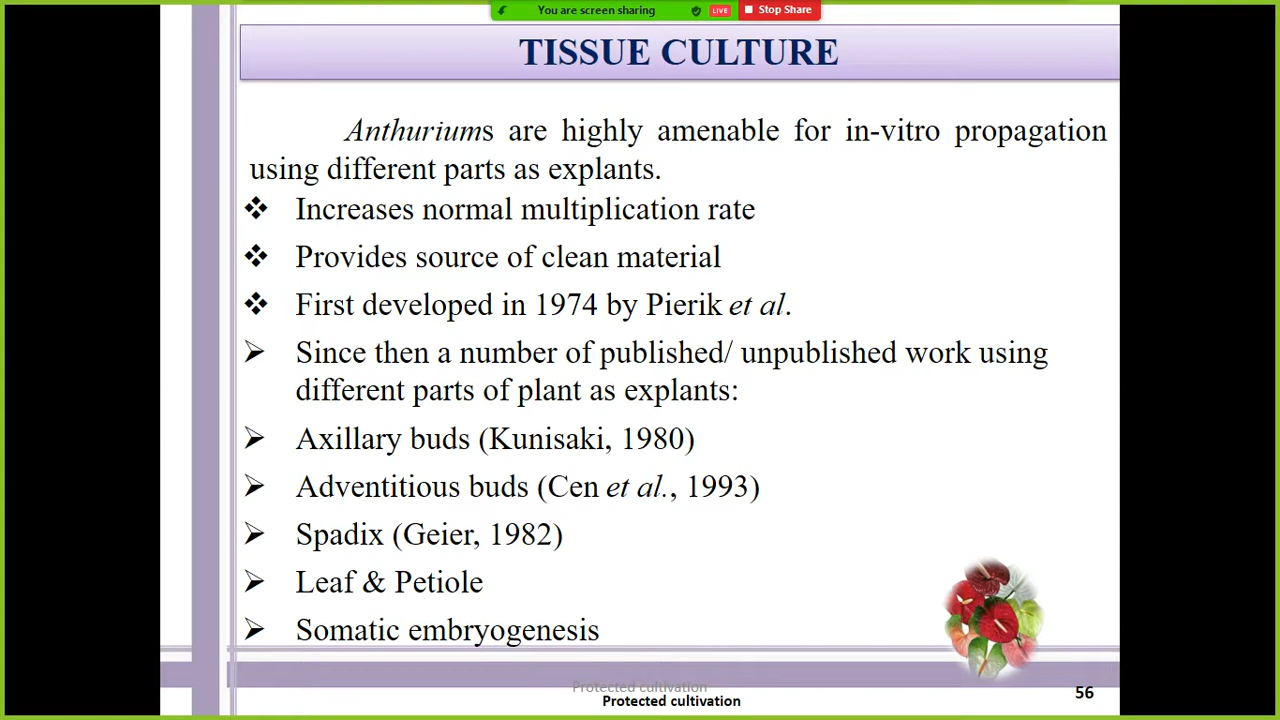 You are screen sharing LIVE Stop Share
TISSUE CULTURE
Anthuriums are highly amenable for in-vitro propagation
using different parts as explants.
❖ Increases normal multiplication rate
❖ Provides source of clean material
❖ First developed in 1974 by Pierik et al.
➢ Since then a number of published/ unpublished work using
different parts of plant as explants:
➢ Axillary buds (Kunisaki, 1980)
➢ Adventitious buds (Cen et al., 1993)
➢ Spadix (Geier, 1982)
➢ Leaf & Petiole
➢ Somatic embryogenesis
Protected cultivation
Protected cultivation
56